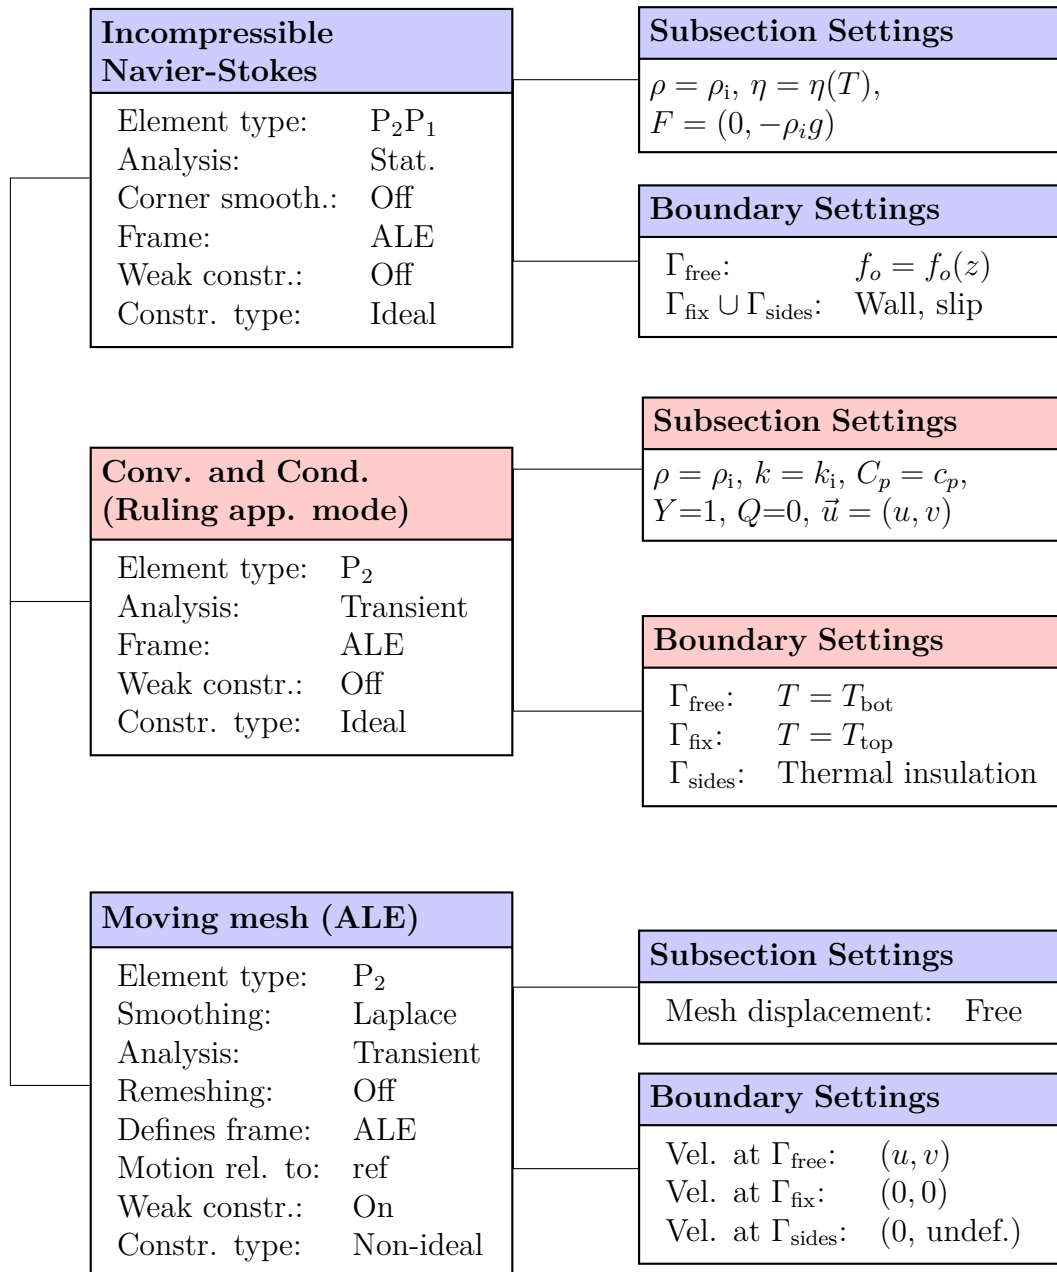 Incompressible
Navier-Stokes
Element type: P₂P₁
Analysis: Stat.
Corner smooth.: Off
Frame: ALE
Weak constr.: Off
Constr. type: Ideal
Subsection Settings
ρ = ρᵢ, η = η(T),
F = (0, −ρᵢg)
Boundary Settings
Γ_free: fₒ = fₒ(z)
Γ_fix ∪ Γ_sides: Wall, slip
Conv. and Cond.
(Ruling app. mode)
Element type: P₂
Analysis: Transient
Frame: ALE
Weak constr.: Off
Constr. type: Ideal
Subsection Settings
ρ = ρᵢ, k = kᵢ, C_p = c_p,
Y=1, Q=0, u⃗ = (u, v)
Boundary Settings
Γ_free: T = T_bot
Γ_fix: T = T_top
Γ_sides: Thermal insulation
Moving mesh (ALE)
Element type: P₂
Smoothing: Laplace
Analysis: Transient
Remeshing: Off
Defines frame: ALE
Motion rel. to: ref
Weak constr.: On
Constr. type: Non-ideal
Subsection Settings
Mesh displacement: Free
Boundary Settings
Vel. at Γ_free: (u, v)
Vel. at Γ_fix: (0, 0)
Vel. at Γ_sides: (0, undef.)